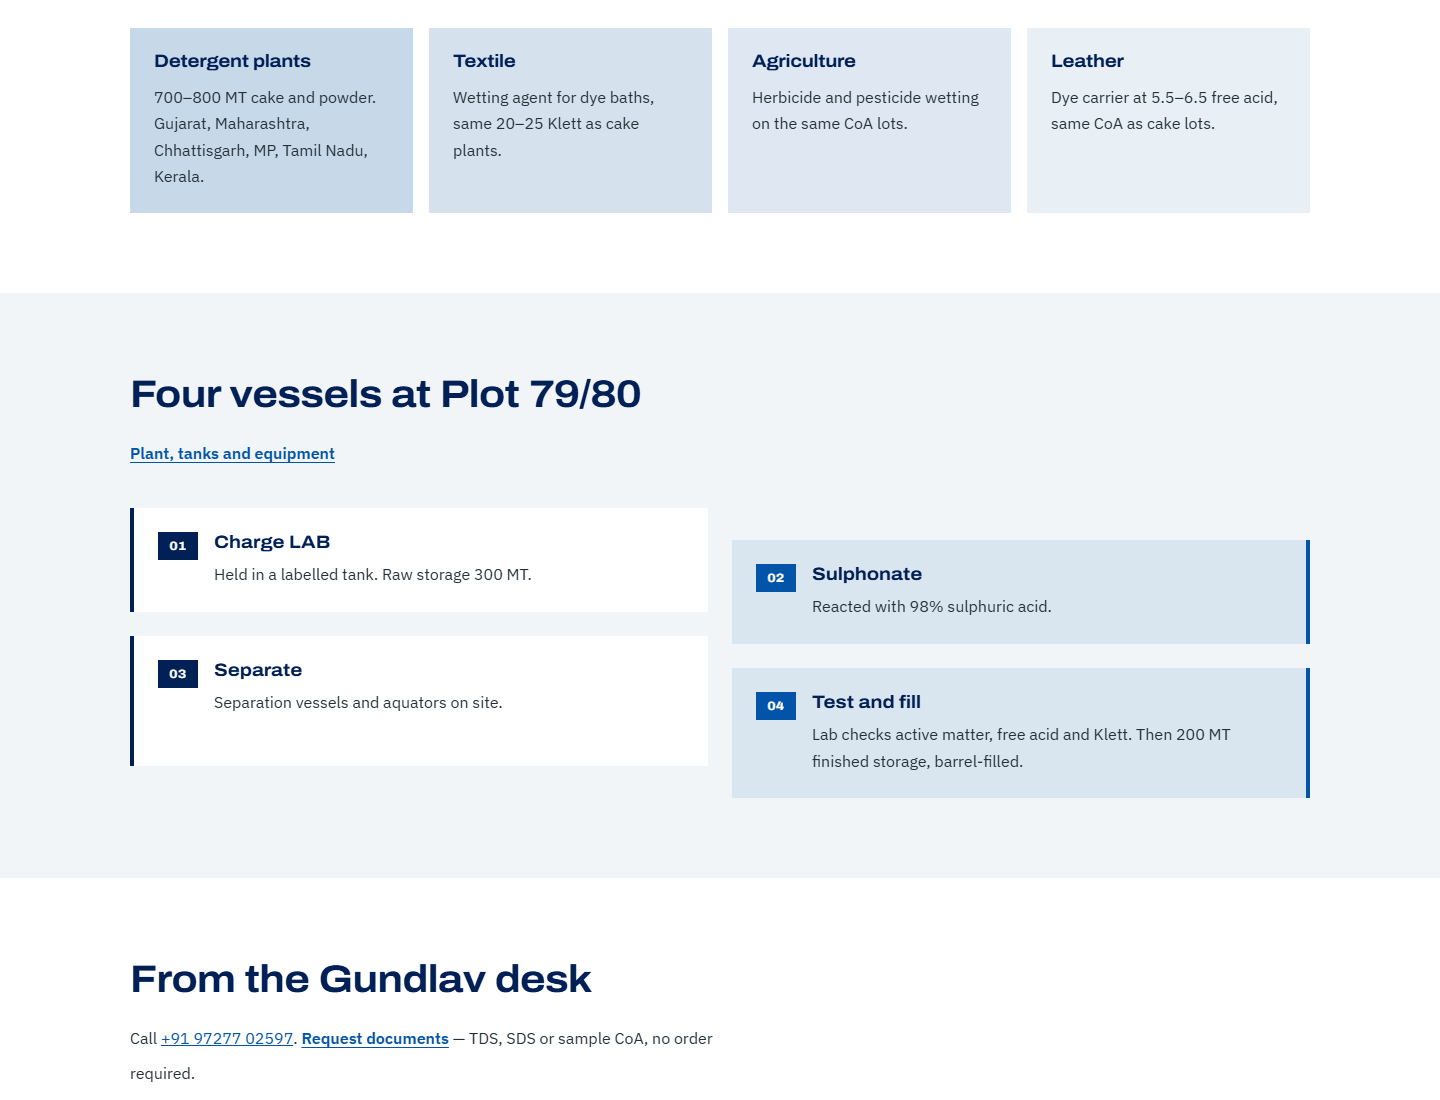 Detergent plants
700–800 MT cake and powder.
Gujarat, Maharashtra,
Chhattisgarh, MP, Tamil Nadu,
Kerala.
Textile
Wetting agent for dye baths,
same 20–25 Klett as cake
plants.
Agriculture
Herbicide and pesticide wetting
on the same CoA lots.
Leather
Dye carrier at 5.5–6.5 free acid,
same CoA as cake lots.
Four vessels at Plot 79/80
Plant, tanks and equipment
01
Charge LAB
Held in a labelled tank. Raw storage 300 MT.
02
Sulphonate
Reacted with 98% sulphuric acid.
03
Separate
Separation vessels and aquators on site.
04
Test and fill
Lab checks active matter, free acid and Klett. Then 200 MT
finished storage, barrel-filled.
From the Gundlav desk
Call +91 97277 02597. Request documents — TDS, SDS or sample CoA, no order
required.